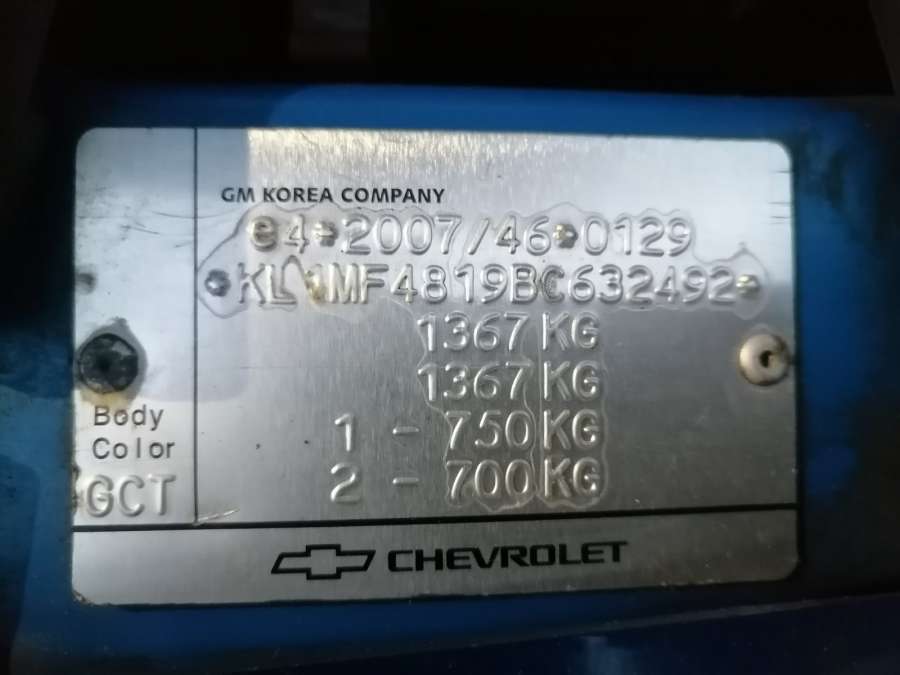 GM KOREA COMPANY
e4*2007/46*0129
*KL1MF4819BC632492*
1367 KG
1367 KG
1 - 750 KG
2 - 700 KG
Body
Color
GCT
CHEVROLET